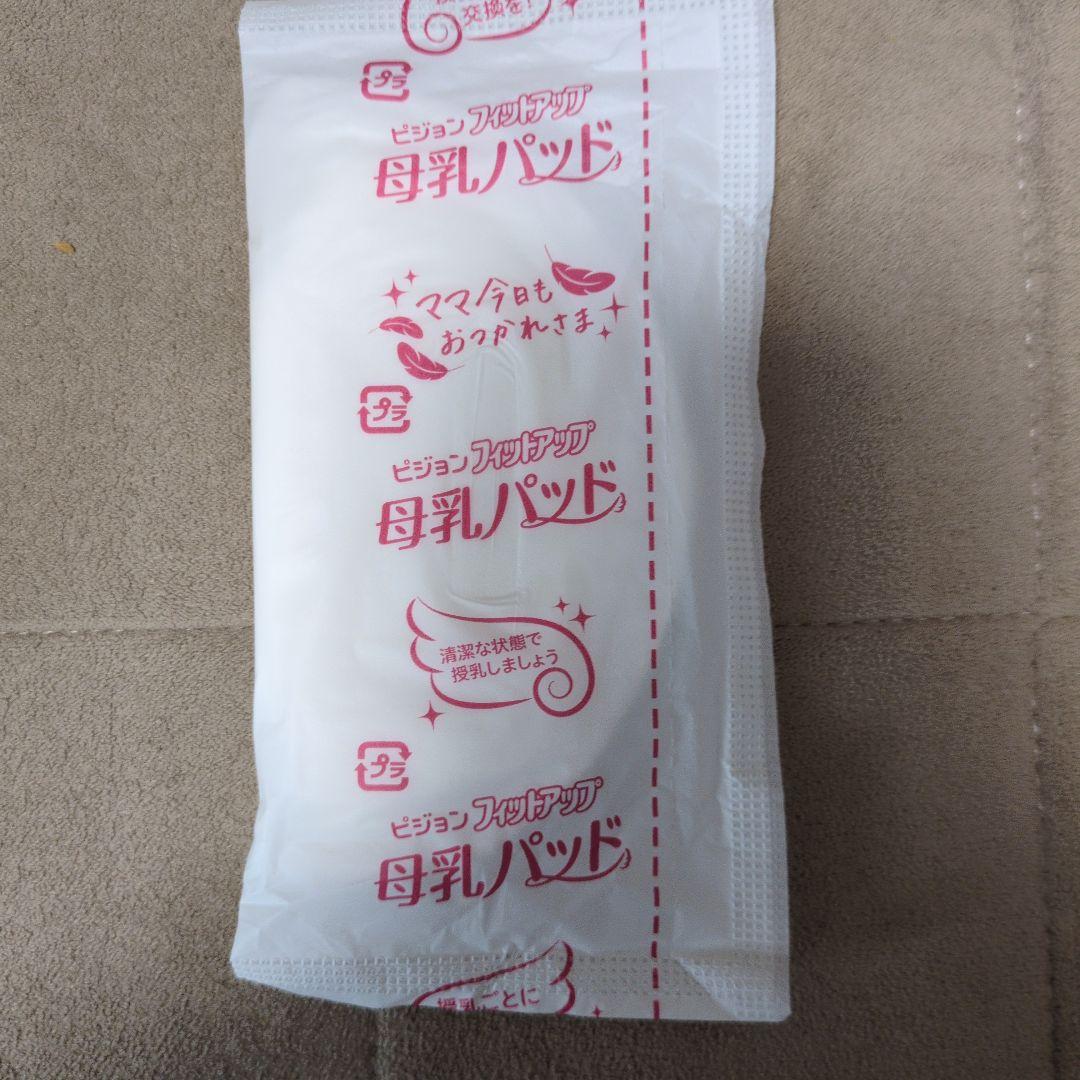 交換を!
プラ
ピジョン フィットアップ
母乳パッド
ママ今日も
おつかれさま
プラ
ピジョン フィットアップ
母乳パッド
清潔な状態で
授乳しましょう
プラ
ピジョン フィットアップ
母乳パッド
授乳ごとに